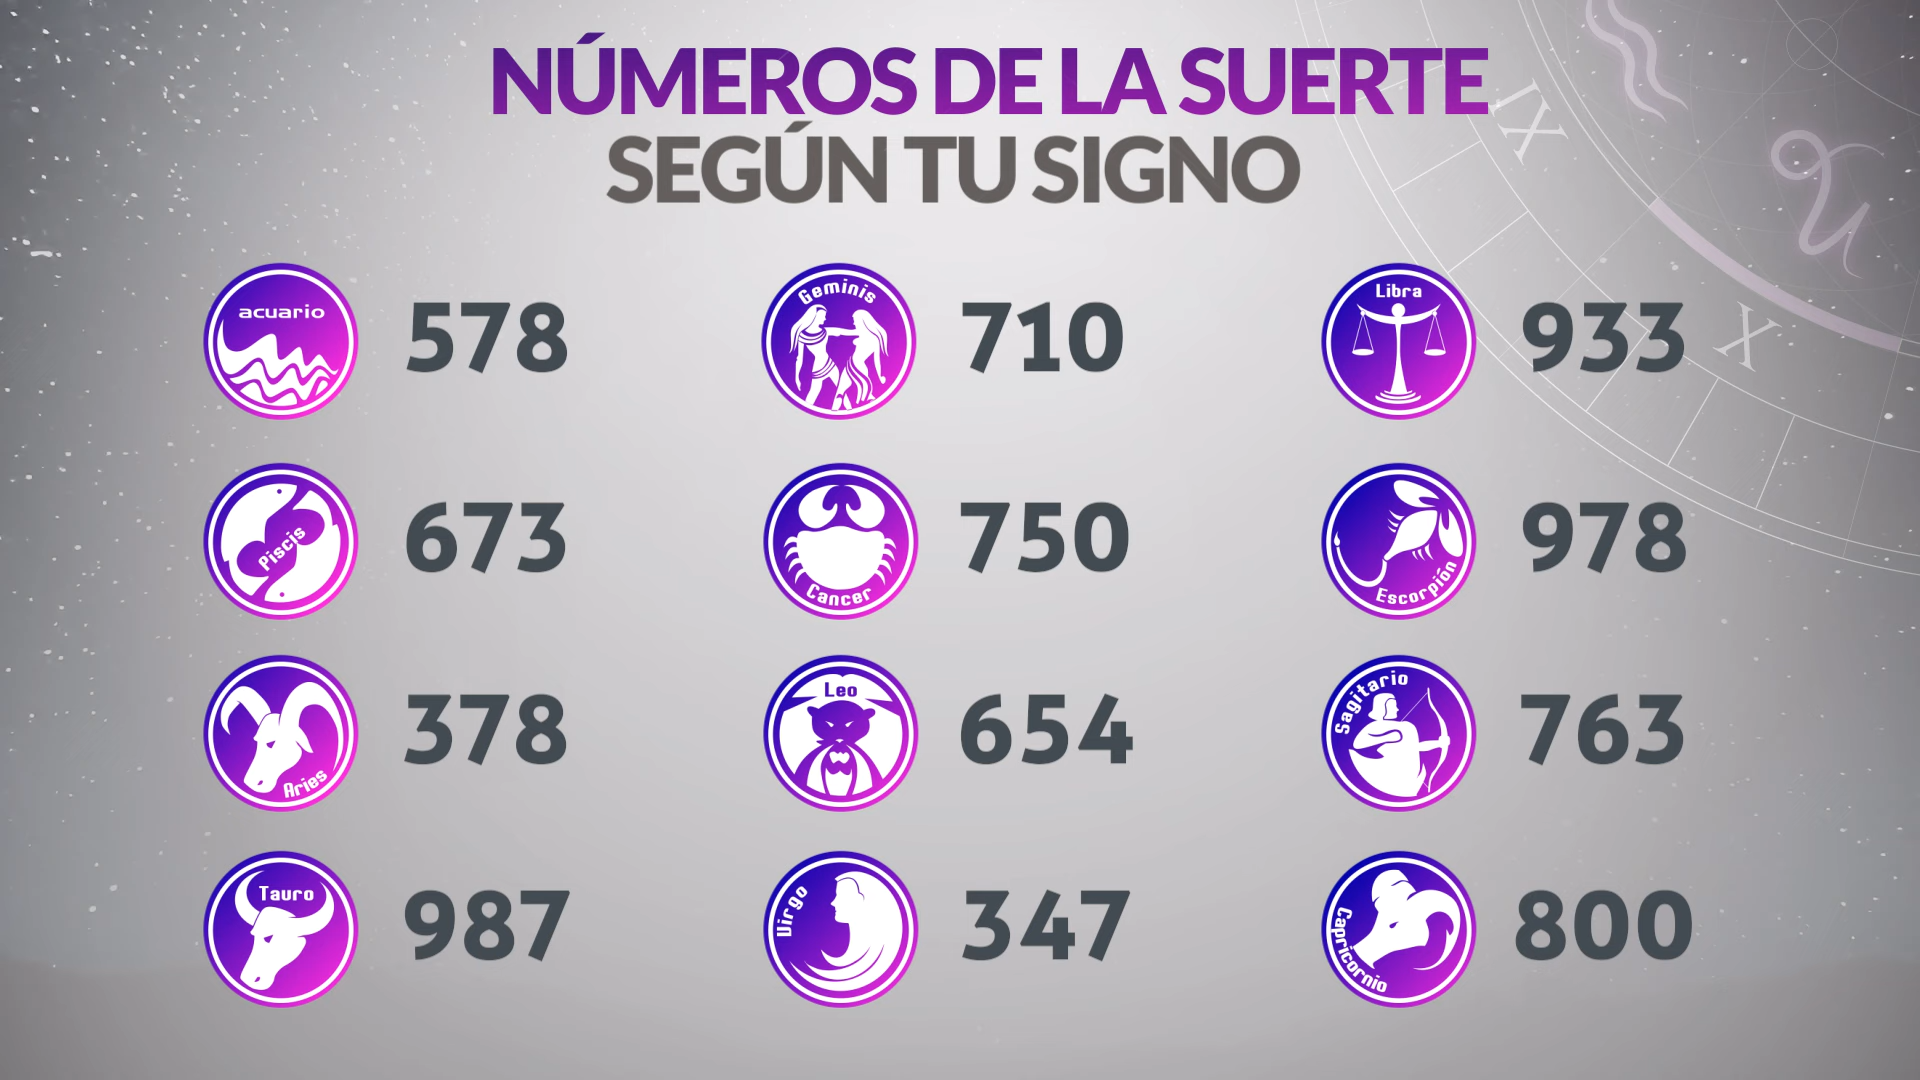 NÚMEROS DE LA SUERTE
SEGÚN TU SIGNO
acuario 578
Geminis 710
Libra 933
Piscis 673
Cancer 750
Escorpión 978
Aries 378
Leo 654
Sagitario 763
Tauro 987
Virgo 347
Capricornio 800
IX
X